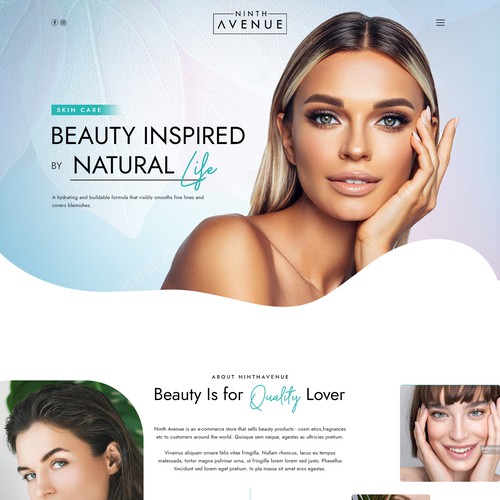 NINTH
AVENUE
SKIN CARE
BEAUTY INSPIRED
BY NATURAL Life
A hydrating and buildable formula that visibly smooths fine lines and
covers blemishes.
ABOUT NINTHAVENUE
Beauty Is for Quality Lover
Ninth Avenue is an e-commerce store that sells beauty products - cosm etics,fragrances
etc to customers around the world. Quisque sem neque, egestas ac ultricies pretium.
Vivamus aliquam ornare felis vitae fringilla. Nullam rhoncus, lacus eu tempus
malesuada, tortor magna pulvinar ornare, ut fringilla lorem lorem sed justo. Phasellus
tincidunt sed lorem egestas pretium. In pla massa sit amet erat.